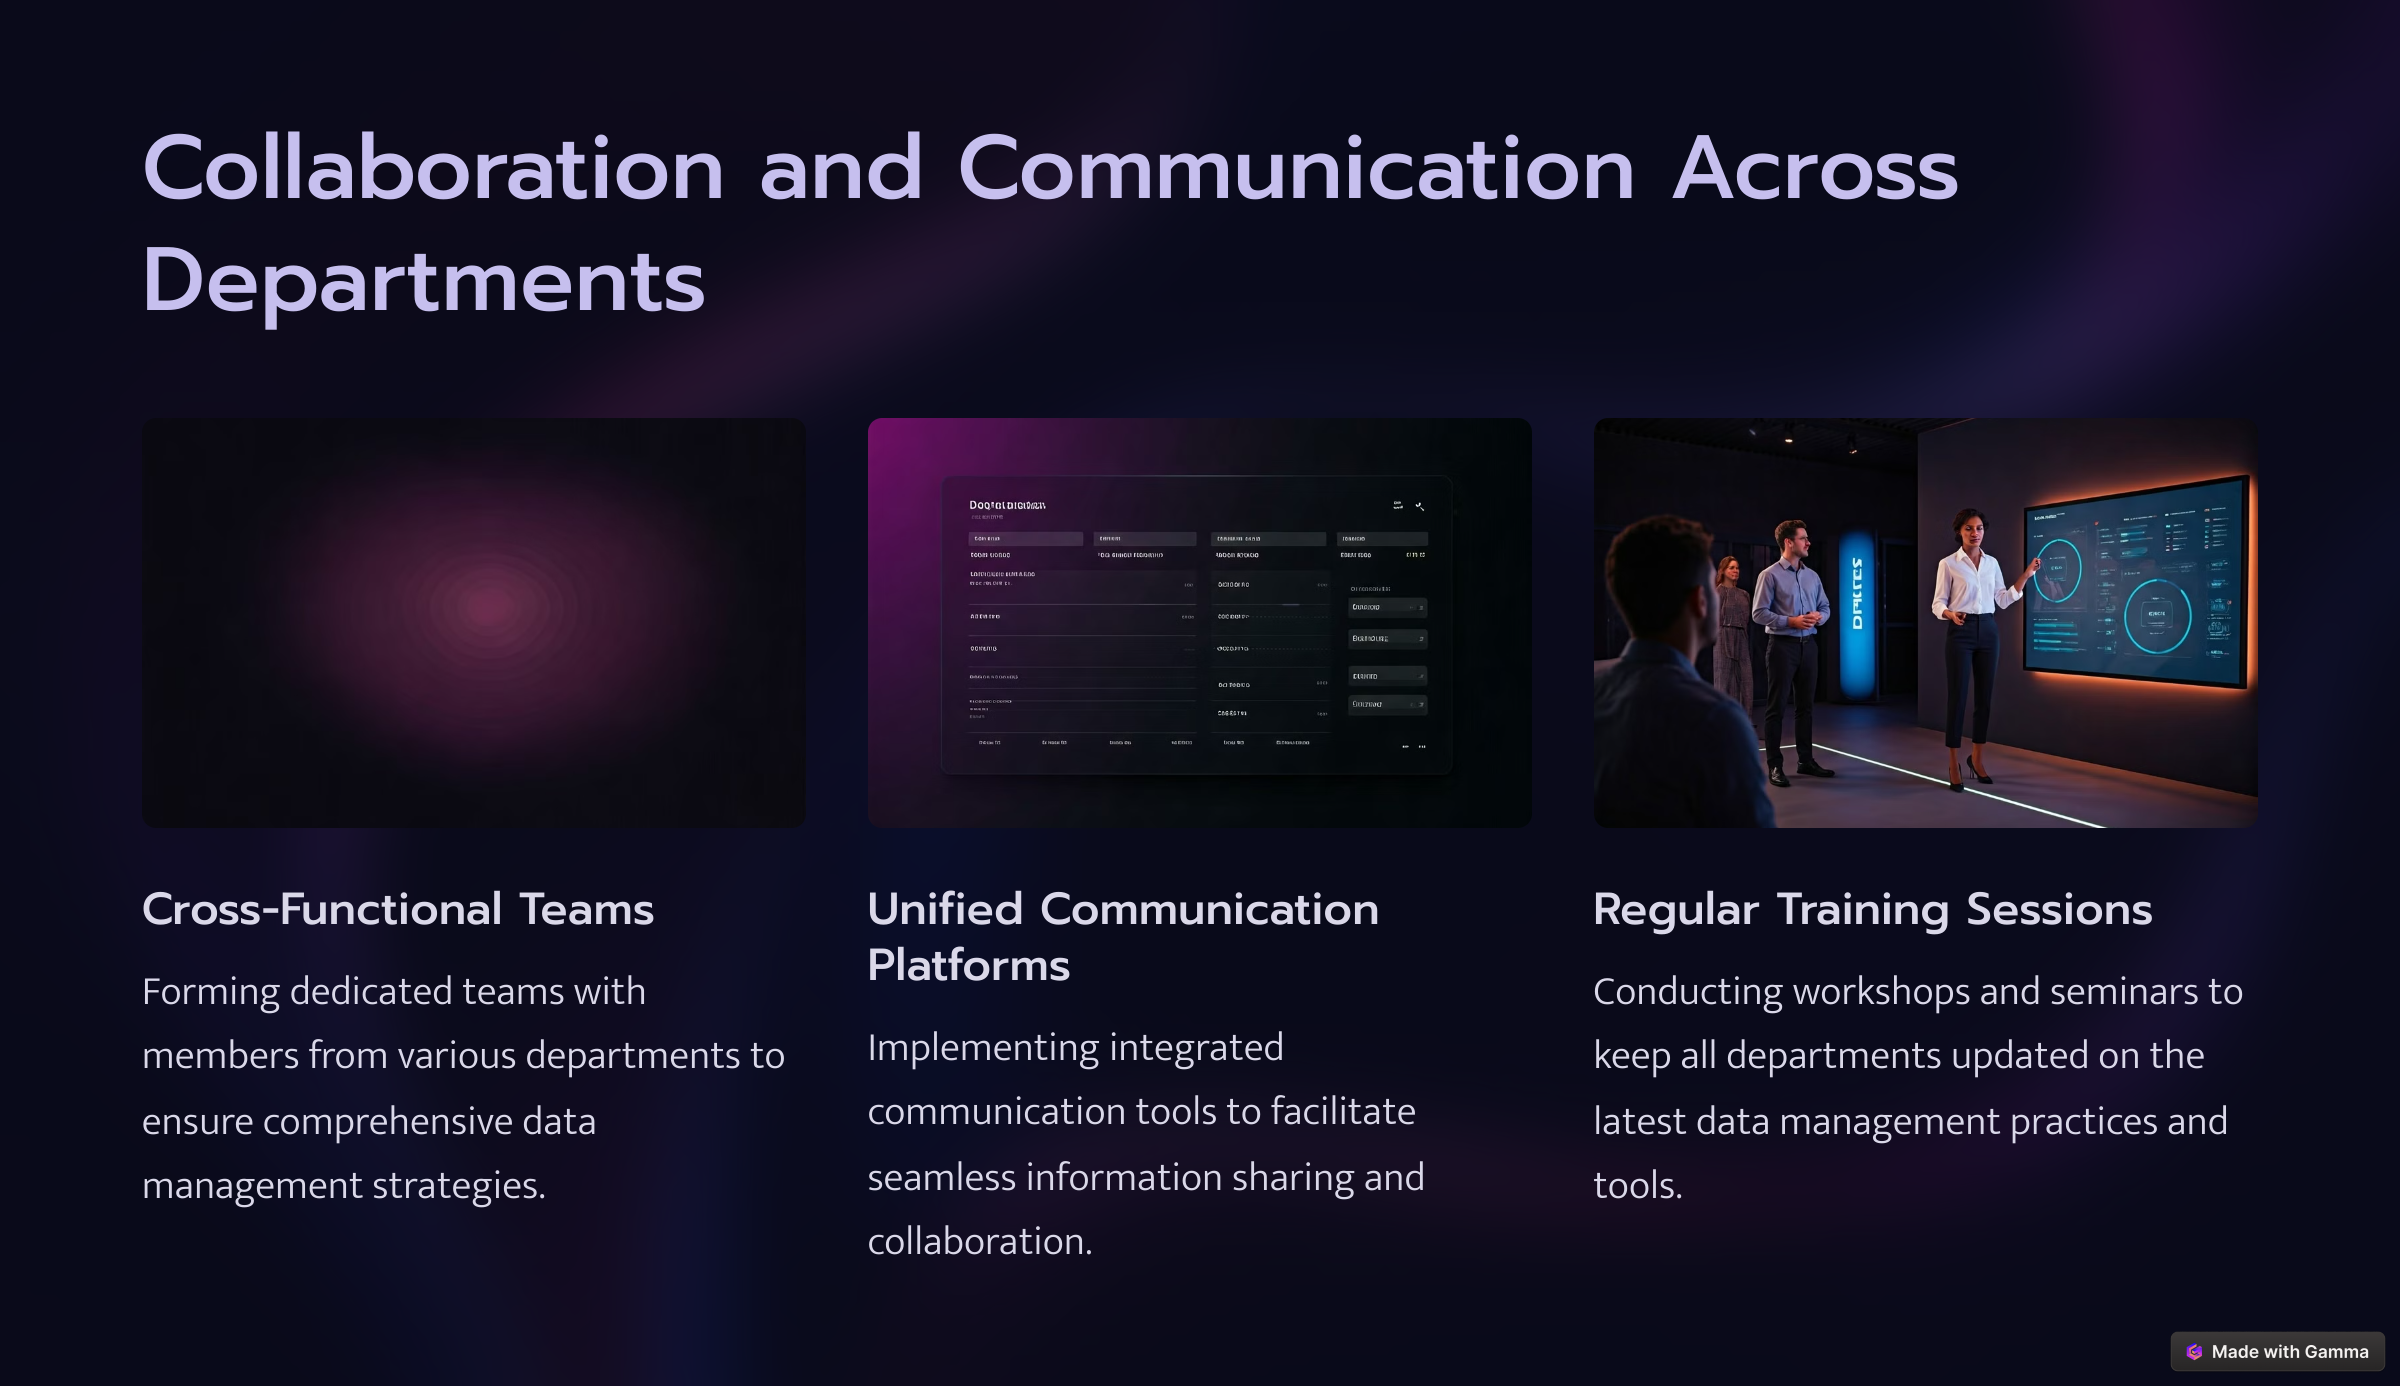 Collaboration and Communication Across
Departments
Cross-Functional Teams
Forming dedicated teams with
members from various departments to
ensure comprehensive data
management strategies.
Unified Communication
Platforms
Implementing integrated
communication tools to facilitate
seamless information sharing and
collaboration.
Regular Training Sessions
Conducting workshops and seminars to
keep all departments updated on the
latest data management practices and
tools.
Made with Gamma